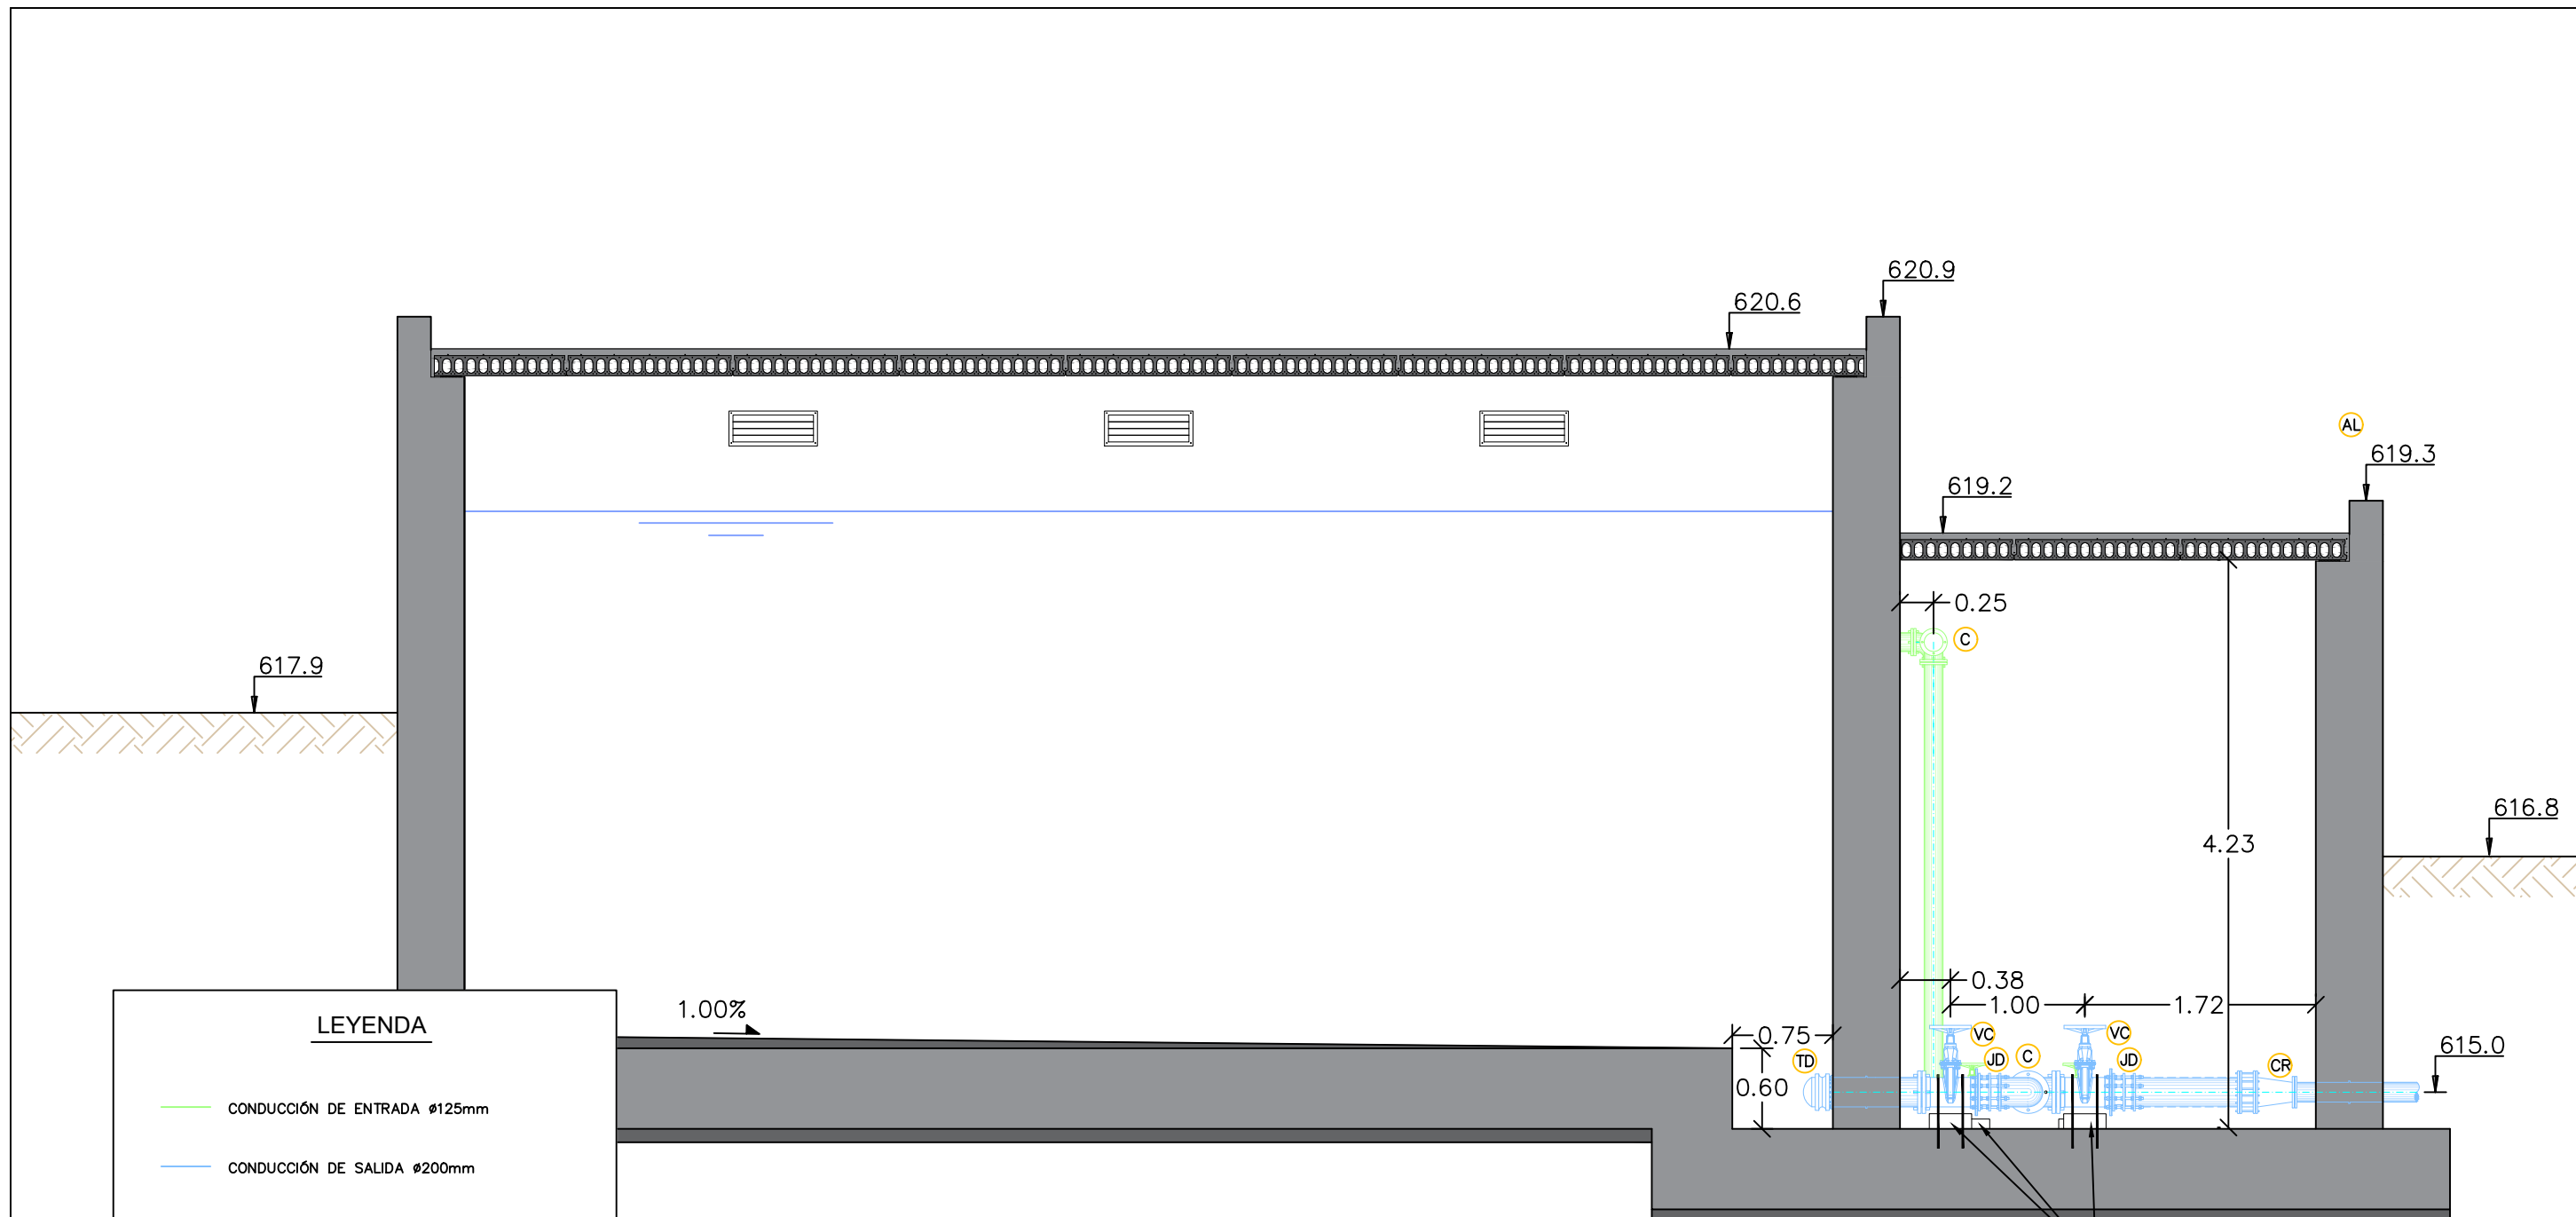 620.9
620.6
AL
619.3
619.2
0.25
C
617.9
616.8
4.23
0.38
1.00
1.72
1.00%
0.75
VC
VC
TD
JD
C
JD
CR
615.0
0.60
LEYENDA
CONDUCCIÓN DE ENTRADA ø125mm
CONDUCCIÓN DE SALIDA ø200mm